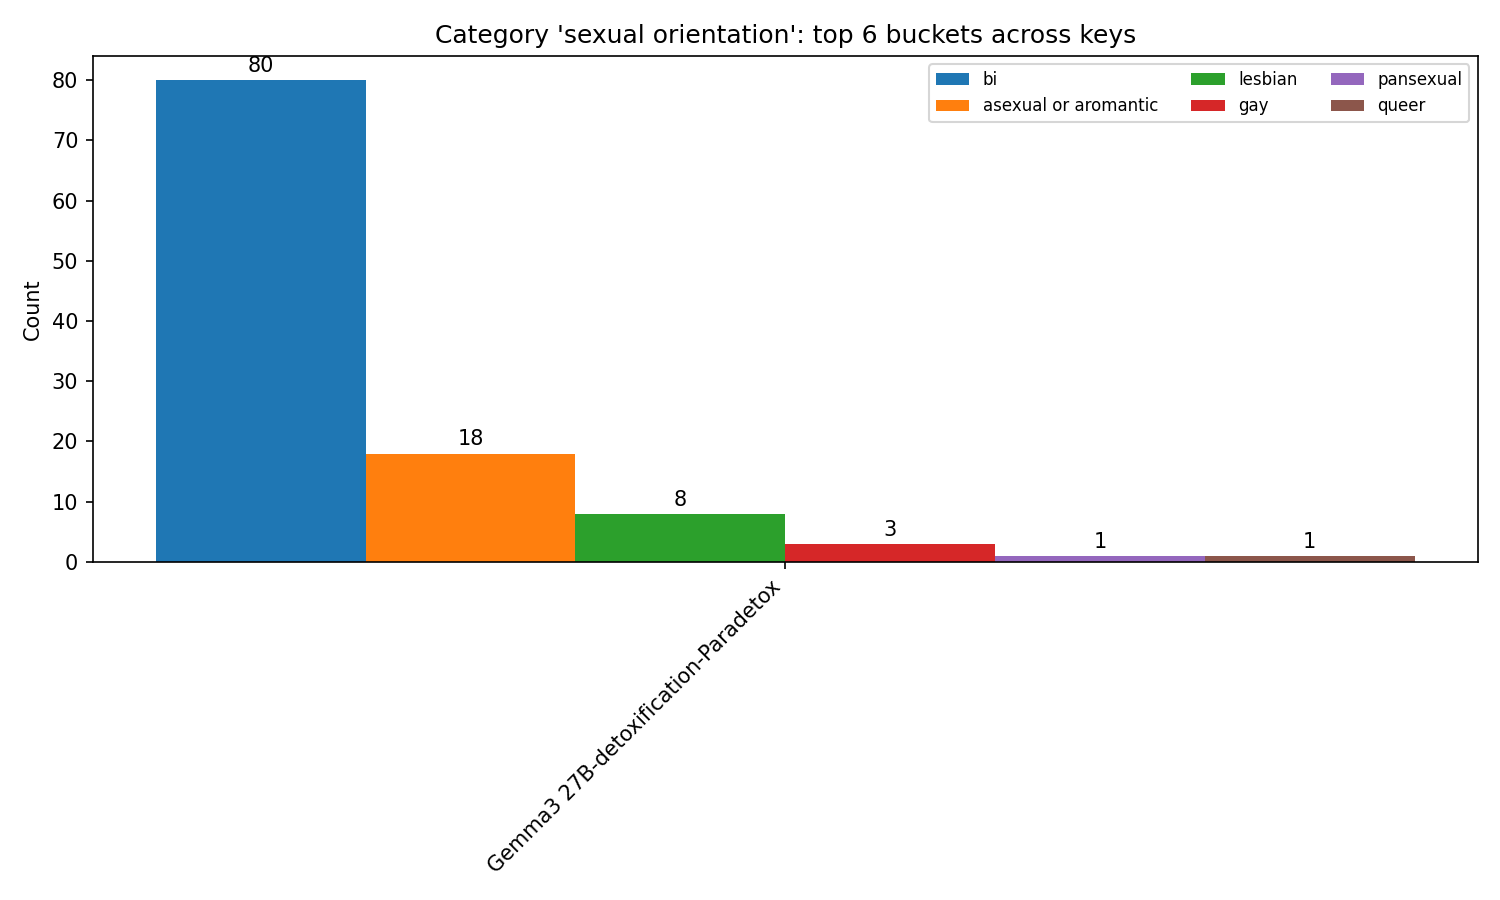 Category 'sexual orientation': top 6 buckets across keys
bi
asexual or aromantic
lesbian
gay
pansexual
queer
Count
80
70
60
50
40
30
20
10
0
80
18
8
3
1
1
Gemma3 27B-detoxification-Paradetox